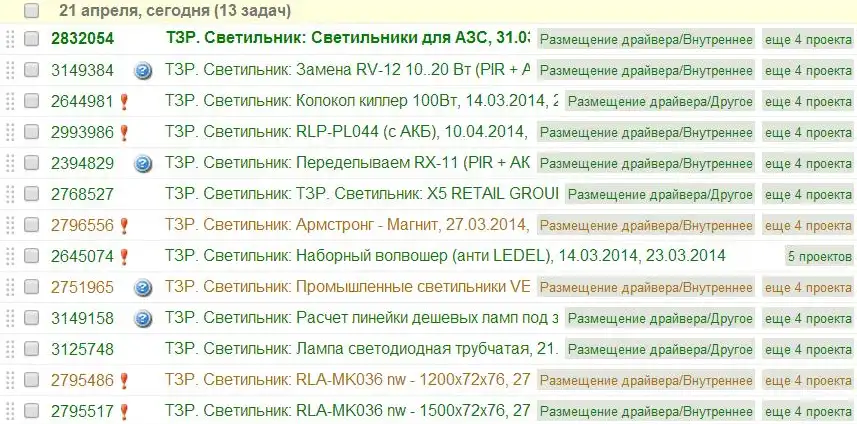 21 апреля, сегодня (13 задач)
2832054 ТЗР. Светильник: Светильники для АЗС, 31.03 Размещение драйвера/Внутреннее еще 4 проекта
3149384 ТЗР. Светильник: Замена RV-12 10..20 Вт (PIR + А Размещение драйвера/Внутреннее еще 4 проекта
2644981 ТЗР. Светильник: Колокол киллер 100Вт, 14.03.2014, 2 Размещение драйвера/Другое еще 4 проекта
2993986 ТЗР. Светильник: RLP-PL044 (с АКБ), 10.04.2014, Размещение драйвера/Внутреннее еще 4 проекта
2394829 ТЗР. Светильник: Переделываем RX-11 (PIR + АК Размещение драйвера/Внутреннее еще 4 проекта
2768527 ТЗР. Светильник: ТЗР. Светильник: X5 RETAIL GROUI Размещение драйвера/Другое еще 4 проекта
2796556 ТЗР. Светильник: Армстронг - Магнит, 27.03.2014, Размещение драйвера/Внутреннее еще 4 проекта
2645074 ТЗР. Светильник: Наборный волвошер (анти LEDEL), 14.03.2014, 23.03.2014 5 проектов
2751965 ТЗР. Светильник: Промышленные светильники VE Размещение драйвера/Внутреннее еще 4 проекта
3149158 ТЗР. Светильник: Расчет линейки дешевых ламп под з Размещение драйвера/Другое еще 4 проекта
3125748 ТЗР. Светильник: Лампа светодиодная трубчатая, 21. Размещение драйвера/Другое еще 4 проекта
2795486 ТЗР. Светильник: RLA-MK036 nw - 1200x72x76, 27 Размещение драйвера/Внутреннее еще 4 проекта
2795517 ТЗР. Светильник: RLA-MK036 nw - 1500x72x76, 27 Размещение драйвера/Внутреннее еще 4 проекта